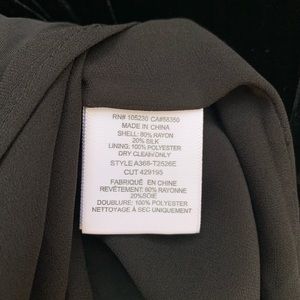 RN# 105230 CA#58350
MADE IN CHINA
SHELL: 80% RAYON
20% SILK
LINING: 100% POLYESTER
DRY CLEAN ONLY
STYLE A368-T2526E
CUT 429195
FABRIQUÉ EN CHINE
REVÊTEMENT: 80% RAYONNE
20%SOIE
DOUBLURE: 100% POLYESTER
NETTOYAGE À SEC UNIQUEMENT